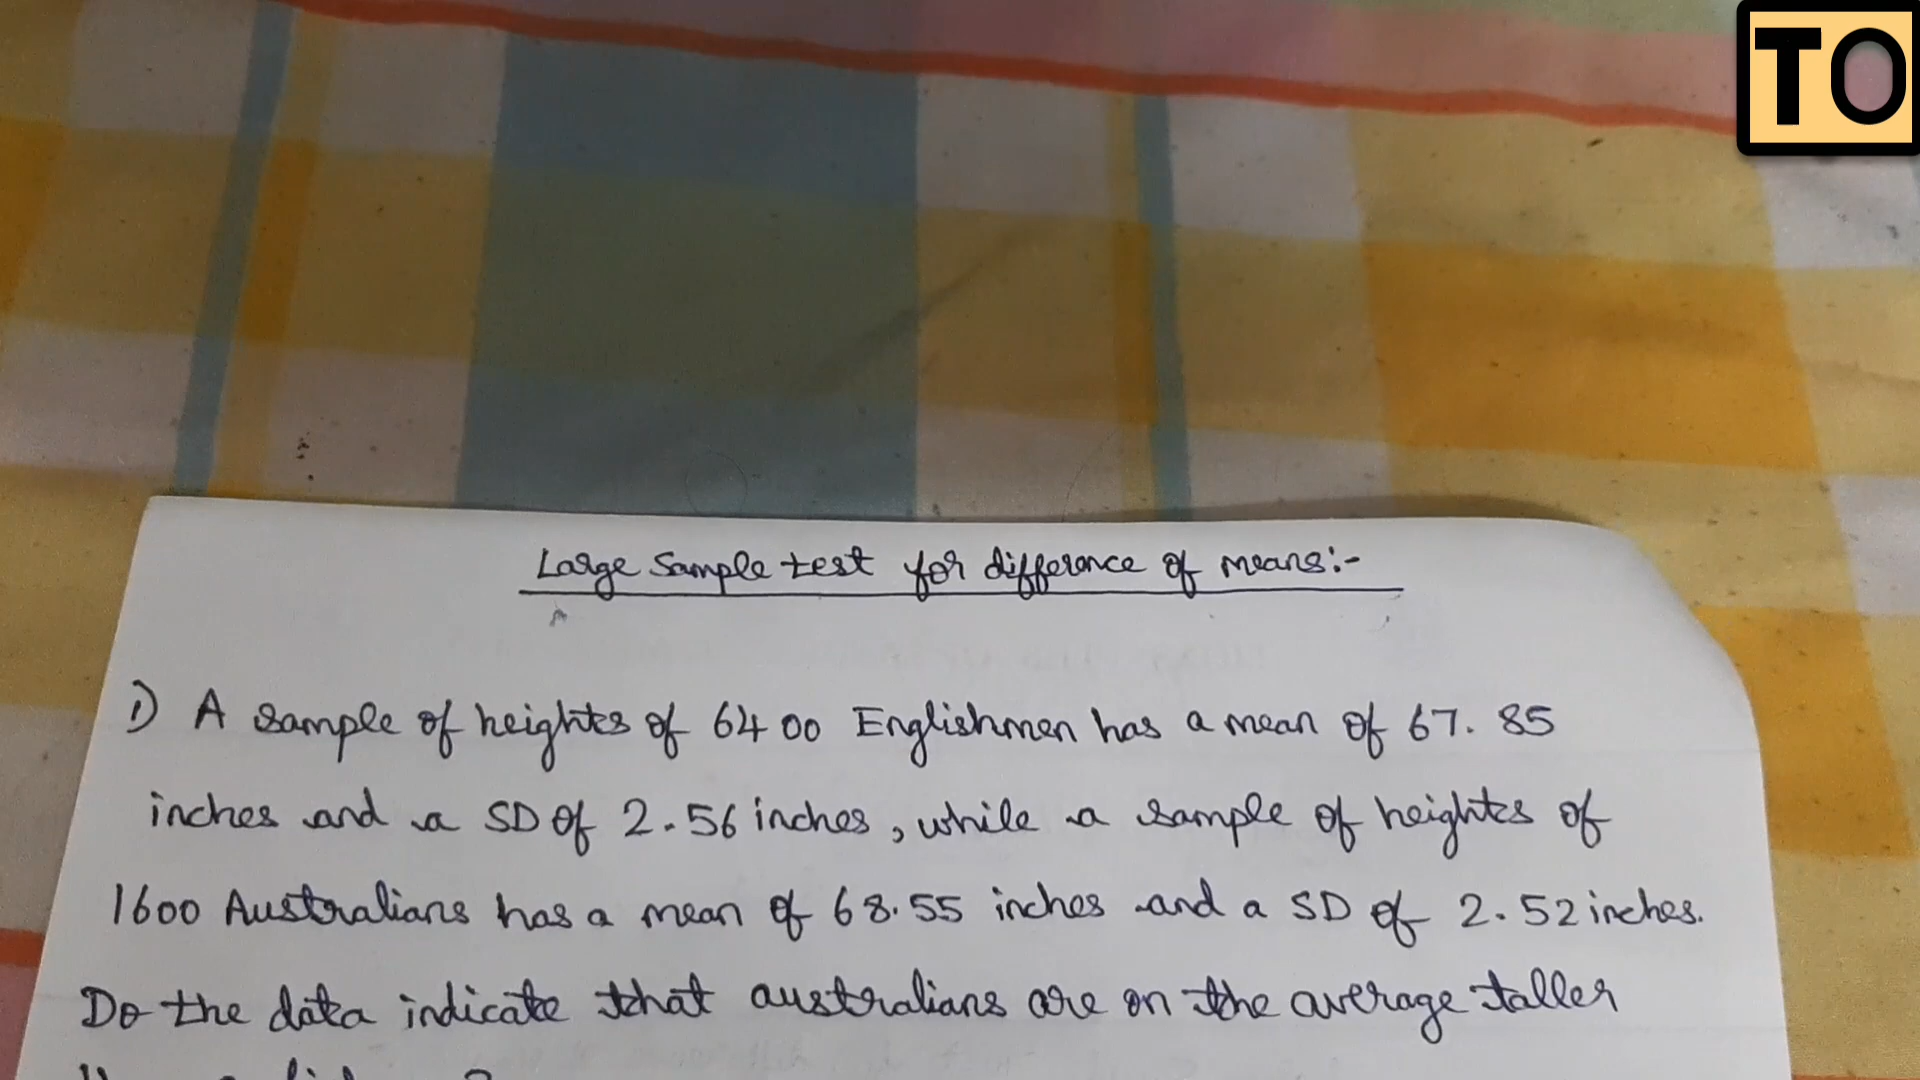 TO
Large Sample test for difference of means:-
1) A sample of heights of 6400 Englishmen has a mean of 67.85
inches and a SD of 2.56 inches, while a sample of heights of
1600 Australians has a mean of 68.55 inches and a SD of 2.52 inches.
Do the data indicate that australians are on the average taller